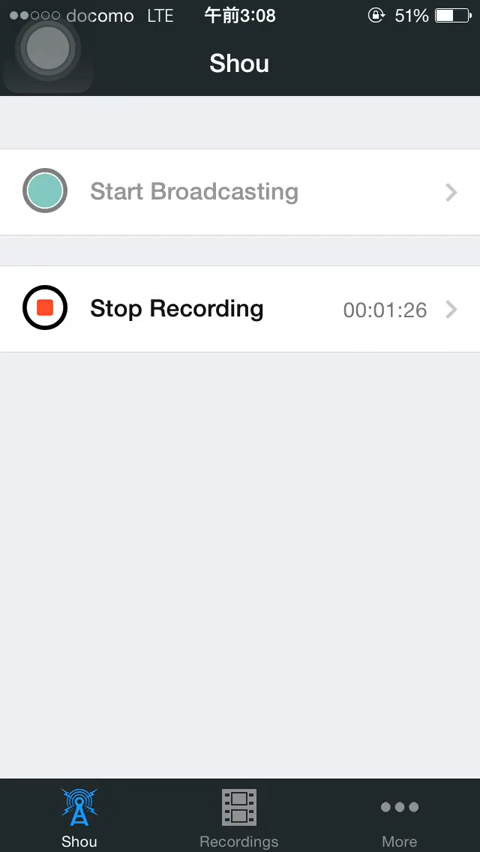 docomo LTE 午前3:08 51%
Shou
Start Broadcasting
Stop Recording 00:01:26
Shou Recordings More